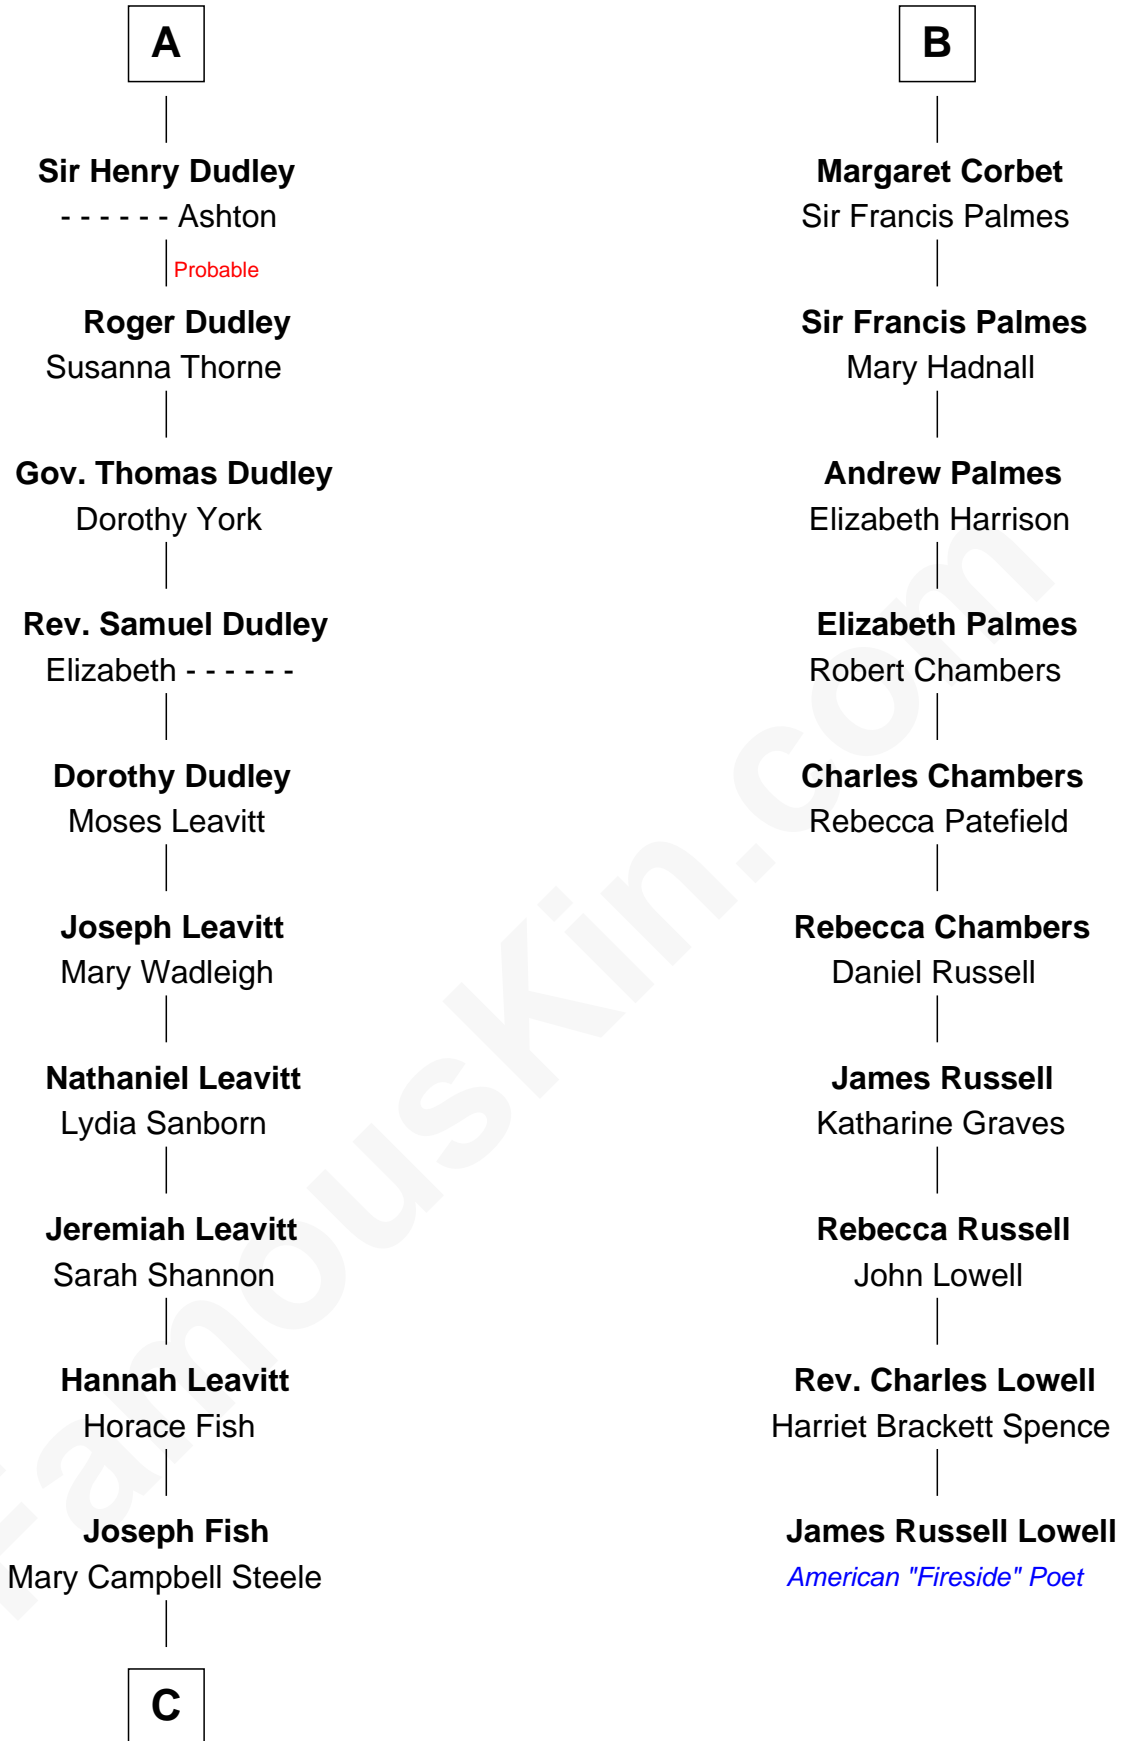 A
Sir Henry Dudley
- - - - - - Ashton
Probable
Roger Dudley
Susanna Thorne
Gov. Thomas Dudley
Dorothy York
Rev. Samuel Dudley
Elizabeth - - - - - -
Dorothy Dudley
Moses Leavitt
Joseph Leavitt
Mary Wadleigh
Nathaniel Leavitt
Lydia Sanborn
Jeremiah Leavitt
Sarah Shannon
Hannah Leavitt
Horace Fish
Joseph Fish
Mary Campbell Steele
C
B
Margaret Corbet
Sir Francis Palmes
Sir Francis Palmes
Mary Hadnall
Andrew Palmes
Elizabeth Harrison
Elizabeth Palmes
Robert Chambers
Charles Chambers
Rebecca Patefield
Rebecca Chambers
Daniel Russell
James Russell
Katharine Graves
Rebecca Russell
John Lowell
Rev. Charles Lowell
Harriet Brackett Spence
James Russell Lowell
American "Fireside" Poet
FamousKin.com